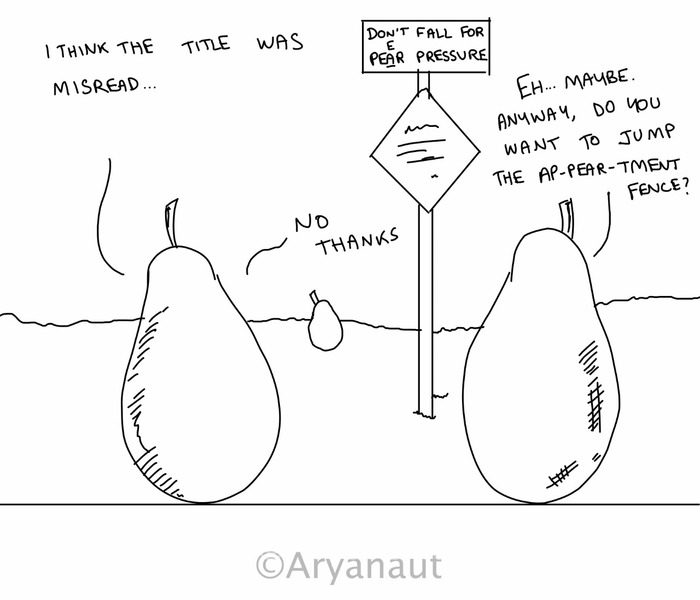 I THINK THE TITLE WAS
MISREAD...
DON'T FALL FOR
E
PEAR PRESSURE
EH... MAYBE.
ANYWAY, DO YOU
WANT TO JUMP
THE AP-PEAR-TMENT
FENCE?
NO
THANKS
©Aryanaut